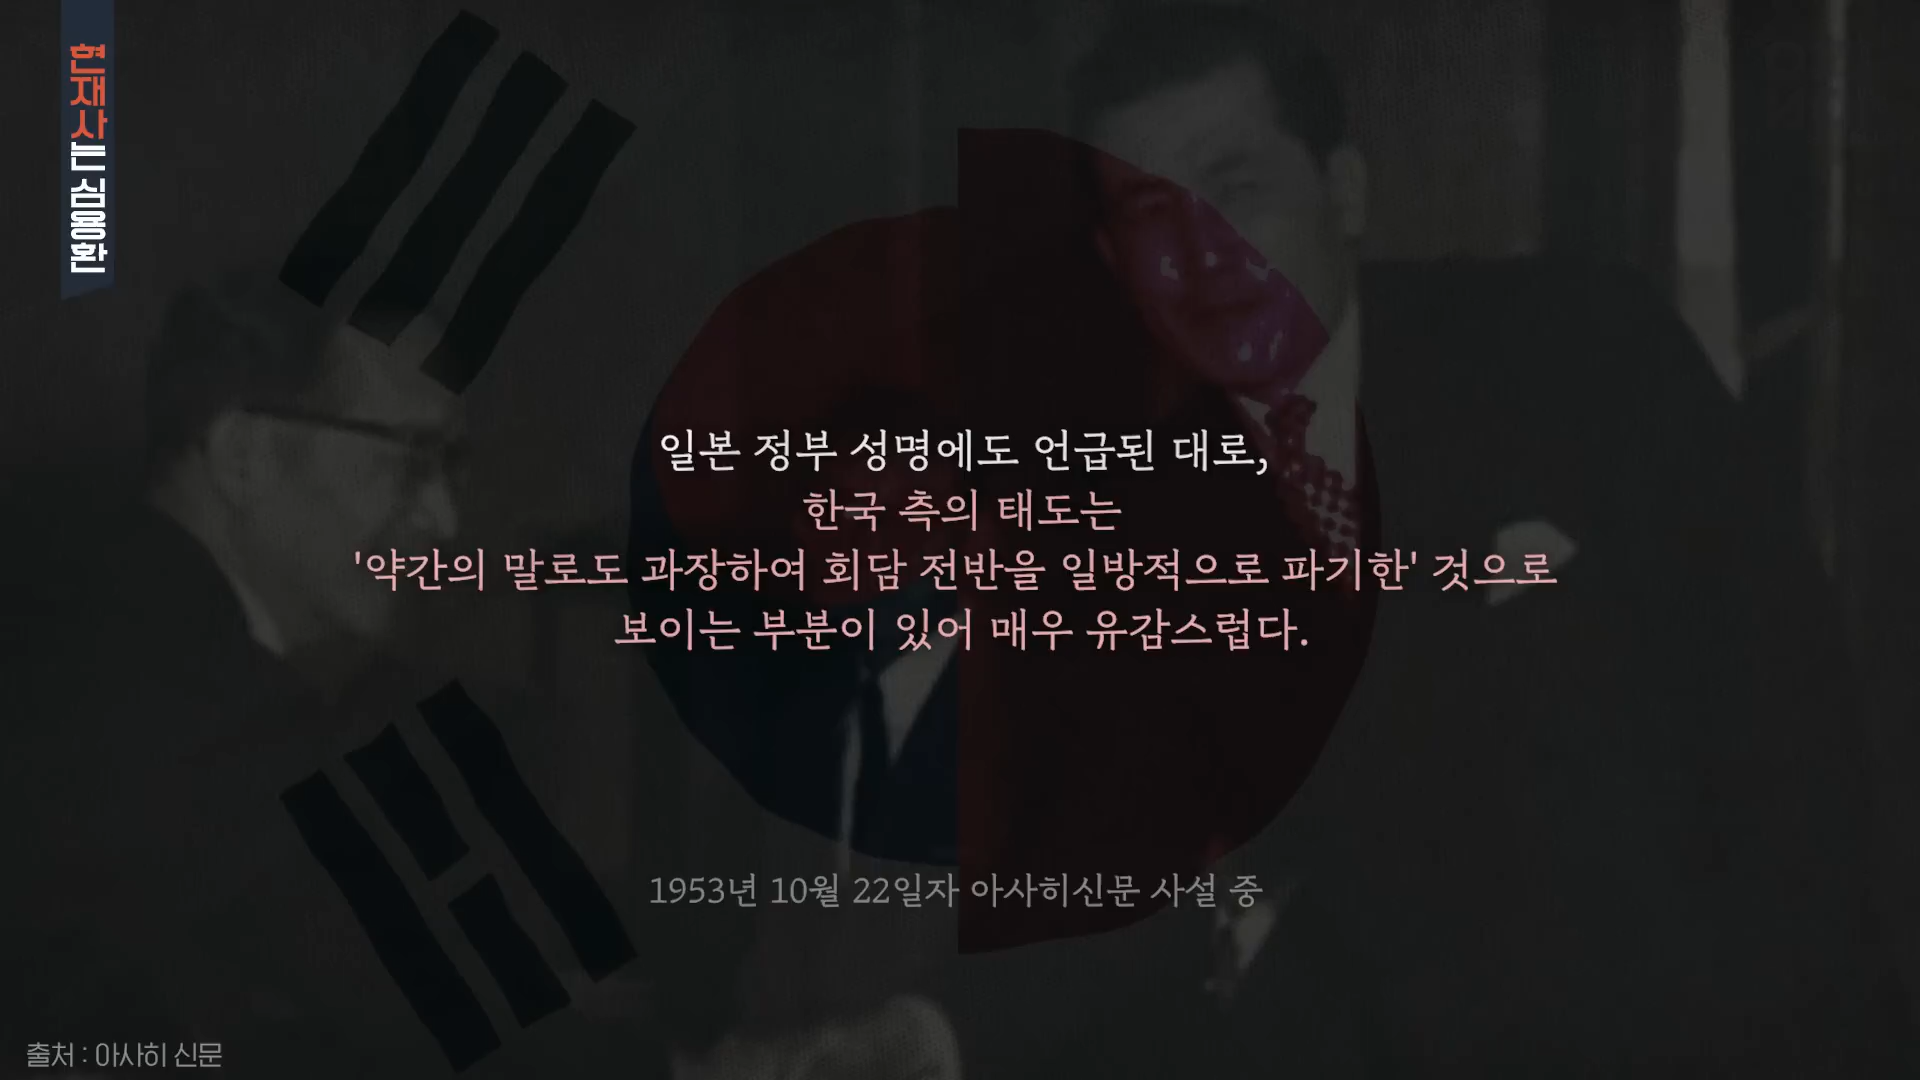 현재사는 심용환
일본 정부 성명에도 언급된 대로,
한국 측의 태도는
'약간의 말로도 과장하여 회담 전반을 일방적으로 파기한' 것으로
보이는 부분이 있어 매우 유감스럽다.
1953년 10월 22일자 아사히신문 사설 중
출처 : 아사히 신문